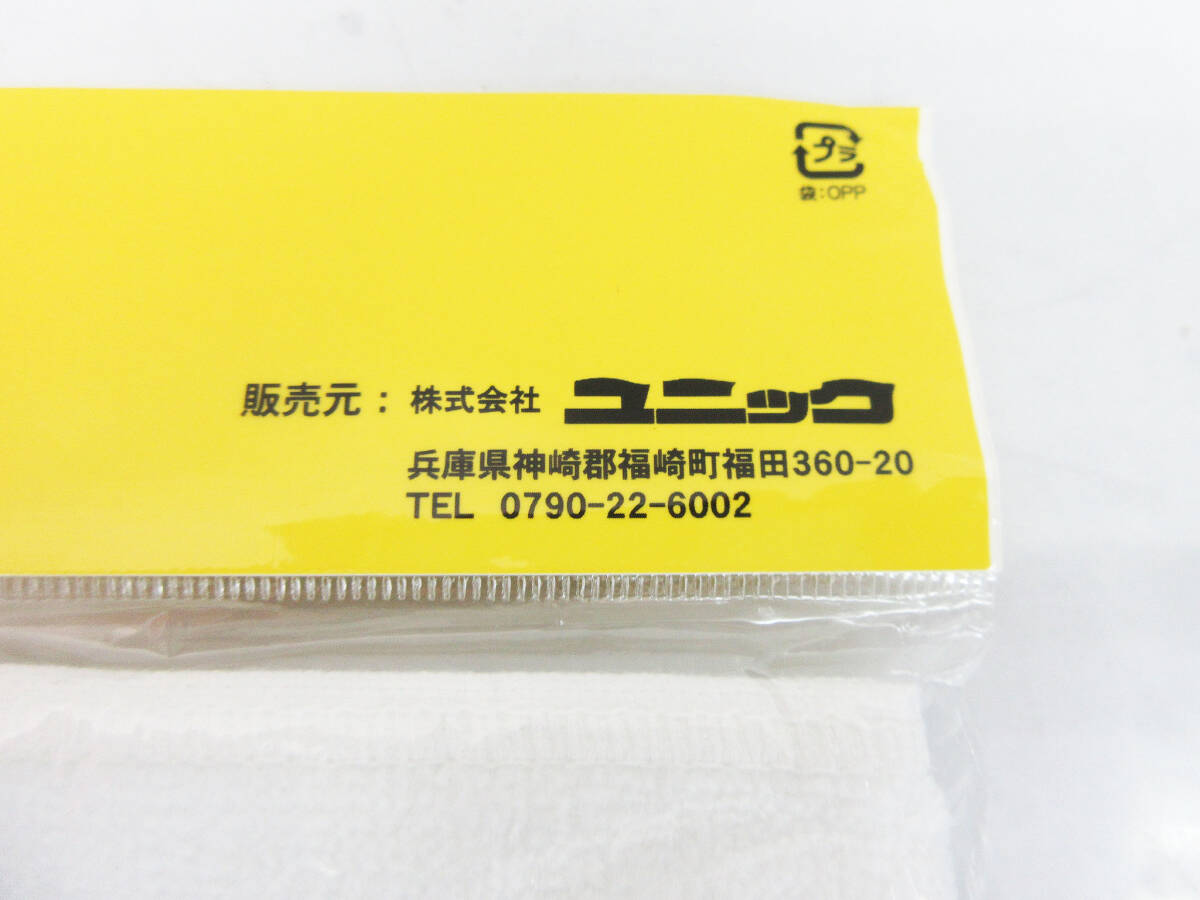 プラ
袋:OPP
販売元: 株式会社 ユニック
兵庫県神崎郡福崎町福田360-20
TEL 0790-22-6002